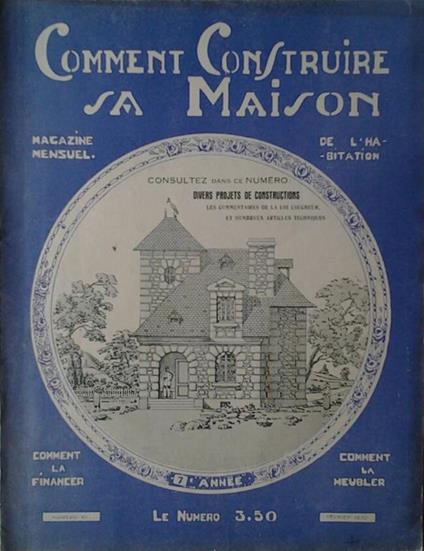 COMMENT CONSTRUIRE
SA MAISON
MAGAZINE
MENSUEL.
DE L'HA-
-BITATION
CONSULTEZ DANS CE NUMÉRO
DIVERS PROJETS DE CONSTRUCTIONS
LES COMMENTAIRES DE LA LOI LOUCHEUR,
ET NOMBREUX ARTICLES TECHNIQUES
COMMENT
LA
FINANCER
COMMENT
LA
MEUBLER
7e ANNÉE
LE NUMERO 3.50